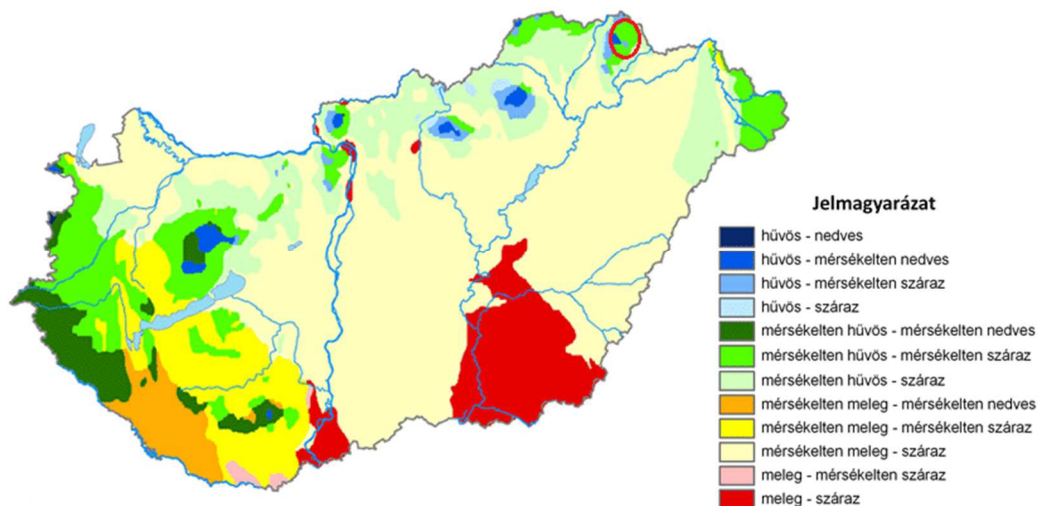 Jelmagyarázat
hűvös - nedves
hűvös - mérsékelten nedves
hűvös - mérsékelten száraz
hűvös - száraz
mérsékelten hűvös - mérsékelten nedves
mérsékelten hűvös - mérsékelten száraz
mérsékelten hűvös - száraz
mérsékelten meleg - mérsékelten nedves
mérsékelten meleg - mérsékelten száraz
mérsékelten meleg - száraz
meleg - mérsékelten száraz
meleg - száraz